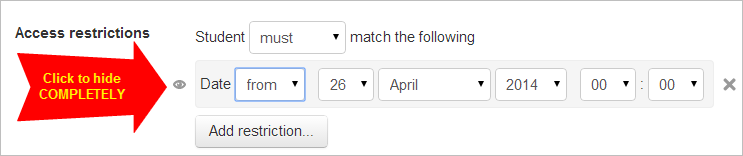 Access restrictions
Student must match the following
Click to hide
COMPLETELY
Date from 26 April 2014 00 : 00
Add restriction...